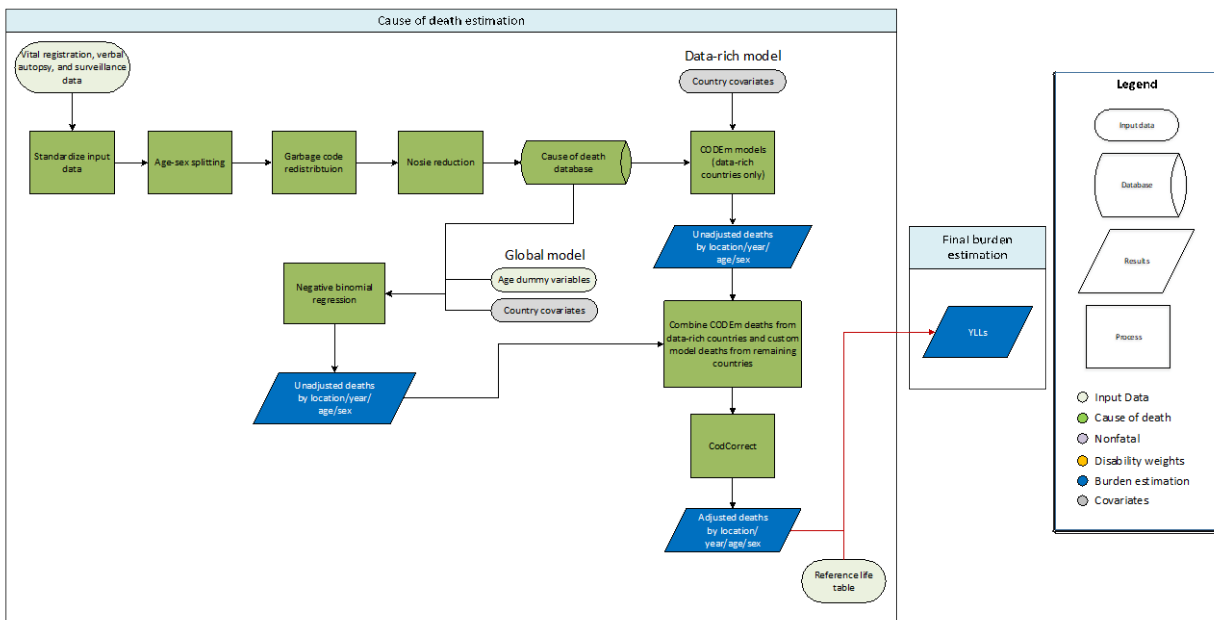 Cause of death estimation
Vital registration, verbal
autopsy, and surveillance
data
Data-rich model
Country covariates
Standardize input
data
Age-sex splitting
Garbage code
redistribtuion
Nosie reduction
Cause of death
database
CODEm models
(data-rich
countries only)
Unadjusted deaths
by location/year/
age/sex
Global model
Age dummy variables
Country covariates
Negative binomial
regression
Unadjusted deaths
by location/year/
age/sex
Combine CODEm deaths from
data-rich countries and custom
model deaths from remaining
countries
CodCorrect
Adjusted deaths
by location/
year/age/sex
Reference life
table
Final burden
estimation
YLLs
Legend
Input data
Database
Results
Process
Input Data
Cause of death
Nonfatal
Disability weights
Burden estimation
Covariates